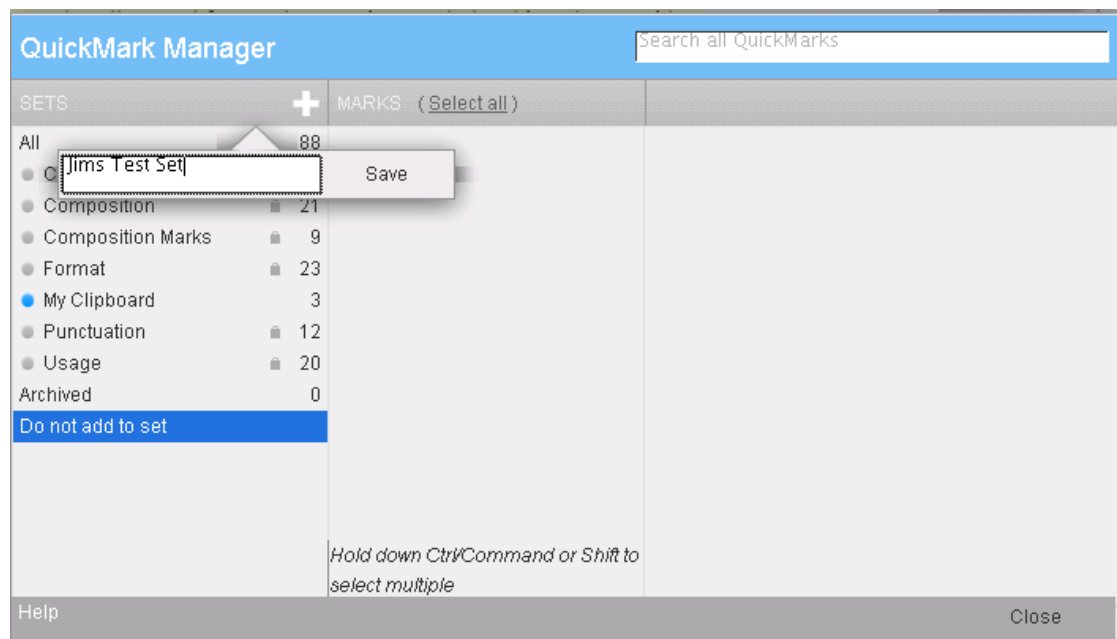 QuickMark Manager
Search all QuickMarks
SETS
MARKS (Select all)
All 88
C
Jims Test Set
Save
Composition 21
Composition Marks 9
Format 23
My Clipboard 3
Punctuation 12
Usage 20
Archived 0
Do not add to set
Hold down Ctrl/Command or Shift to
select multiple
Help
Close